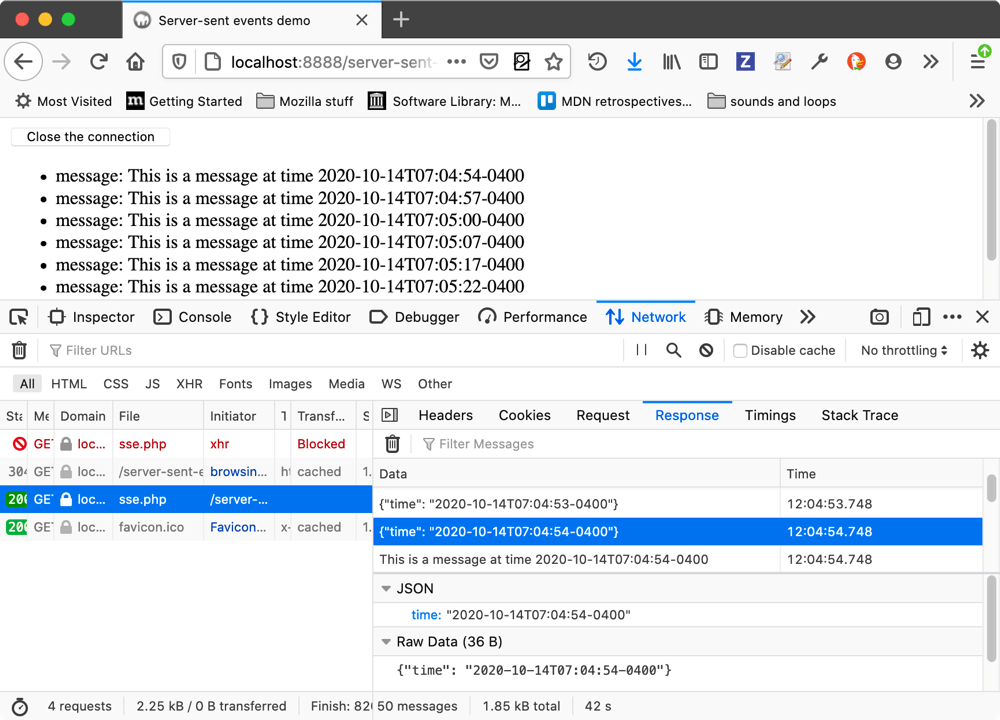 Server-sent events demo
localhost:8888/server-sent-
Most Visited Getting Started Mozilla stuff Software Library: M... MDN retrospectives... sounds and loops
Close the connection
message: This is a message at time 2020-10-14T07:04:54-0400
message: This is a message at time 2020-10-14T07:04:57-0400
message: This is a message at time 2020-10-14T07:05:00-0400
message: This is a message at time 2020-10-14T07:05:07-0400
message: This is a message at time 2020-10-14T07:05:17-0400
message: This is a message at time 2020-10-14T07:05:22-0400
Inspector Console Style Editor Debugger Performance Network Memory
Filter URLs Disable cache No throttling
All HTML CSS JS XHR Fonts Images Media WS Other
Sta Me Domain File Initiator T Transf... S Headers Cookies Request Response Timings Stack Trace
GET loc... sse.php xhr Blocked
304 GET loc... /server-sent-e browsin... ht cached 1.
200 GET loc... sse.php /server-...
200 GET loc... favicon.ico Favicon... x- cached 1.
Filter Messages
Data Time
{"time": "2020-10-14T07:04:53-0400"} 12:04:53.748
{"time": "2020-10-14T07:04:54-0400"} 12:04:54.748
This is a message at time 2020-10-14T07:04:54-0400 12:04:54.748
JSON
time: "2020-10-14T07:04:54-0400"
Raw Data (36 B)
{"time": "2020-10-14T07:04:54-0400"}
4 requests 2.25 kB / 0 B transferred Finish: 82 50 messages 1.85 kB total 42 s